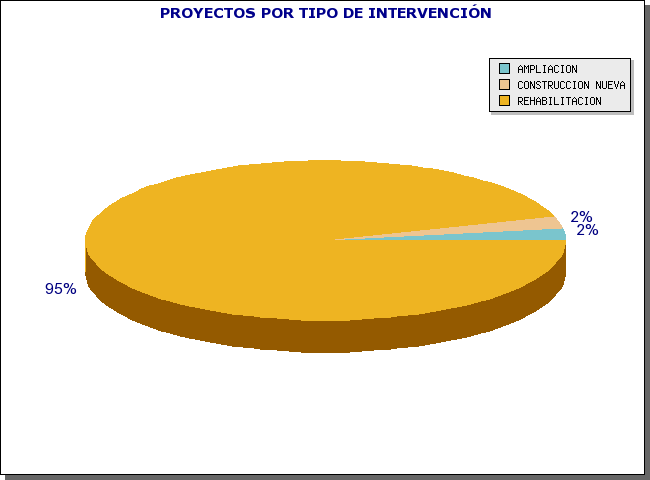 PROYECTOS POR TIPO DE INTERVENCIÓN
AMPLIACION
CONSTRUCCION NUEVA
REHABILITACION
2%
2%
95%